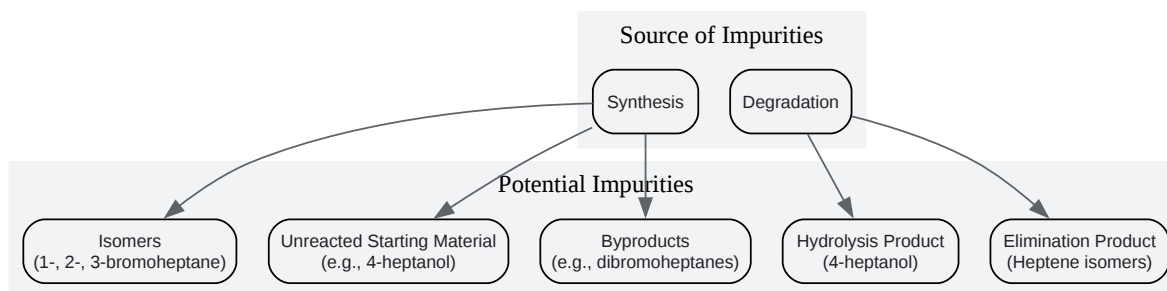 Source of Impurities
Synthesis
Degradation
Potential Impurities
Isomers
(1-, 2-, 3-bromoheptane)
Unreacted Starting Material
(e.g., 4-heptanol)
Byproducts
(e.g., dibromoheptanes)
Hydrolysis Product
(4-heptanol)
Elimination Product
(Heptene isomers)